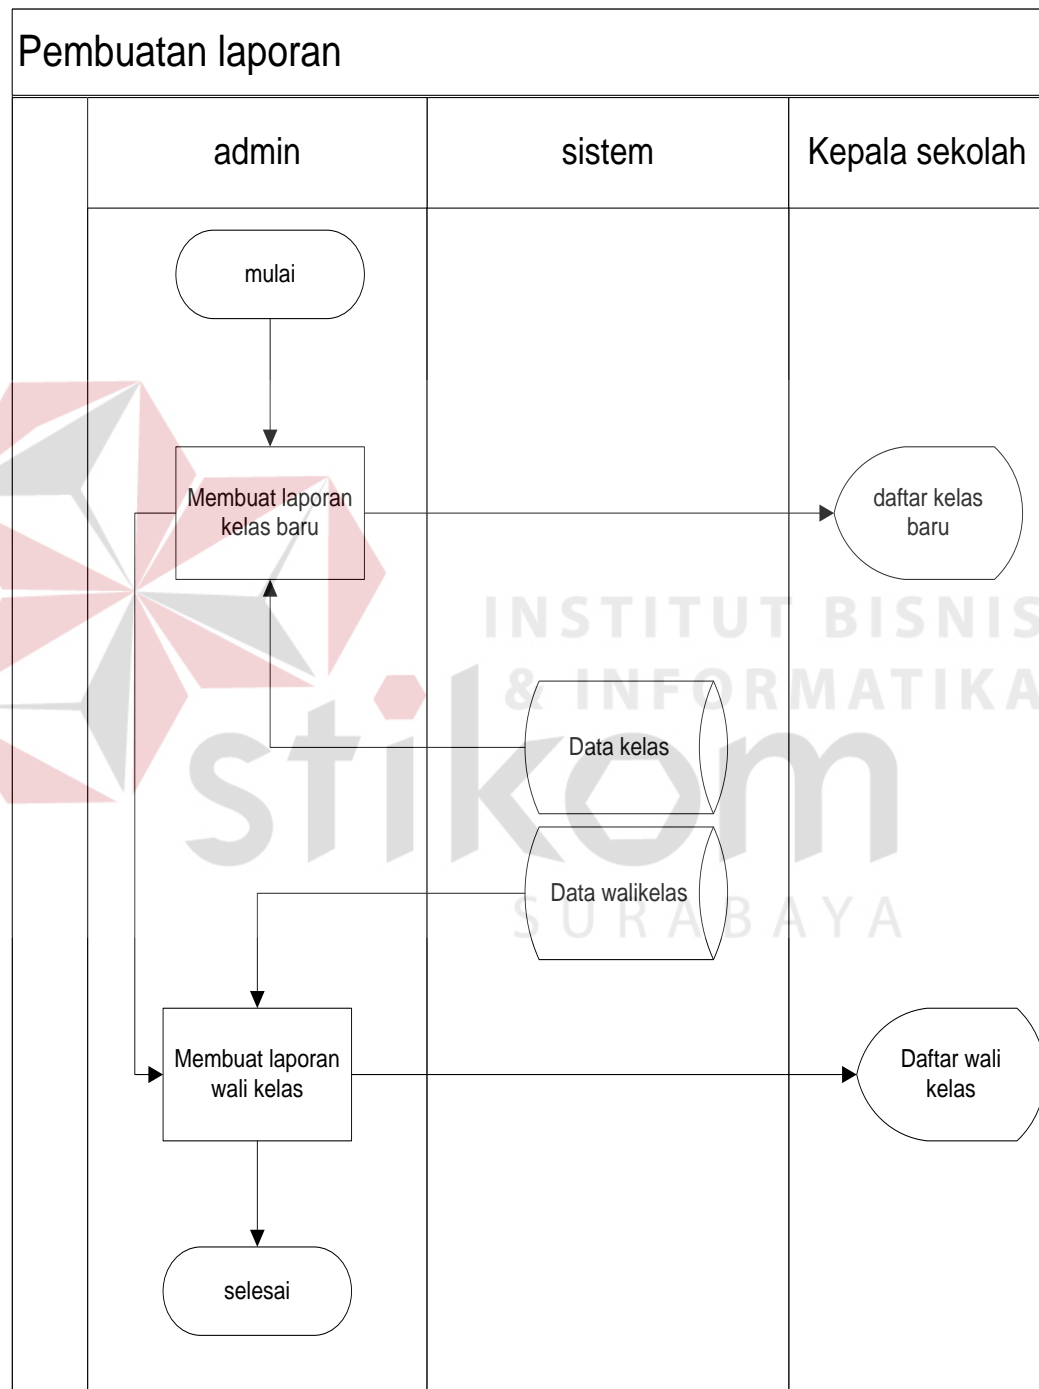 Pembuatan laporan
admin
sistem
Kepala sekolah
mulai
Membuat laporan
kelas baru
daftar kelas
baru
INSTITUT BISNIS
& INFORMATIKA
Data kelas
stikom
Data walikelas
SURABAYA
Membuat laporan
wali kelas
Daftar wali
kelas
selesai